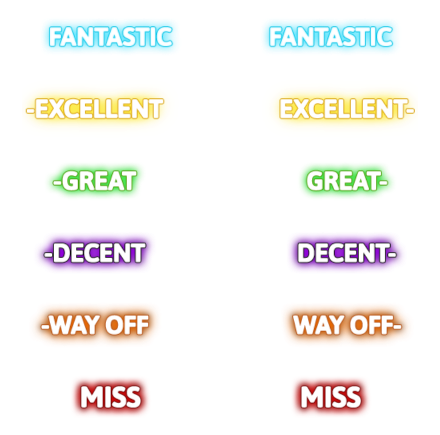 FANTASTIC FANTASTIC
-EXCELLENT EXCELLENT-
-GREAT GREAT-
-DECENT DECENT-
-WAY OFF WAY OFF-
MISS MISS